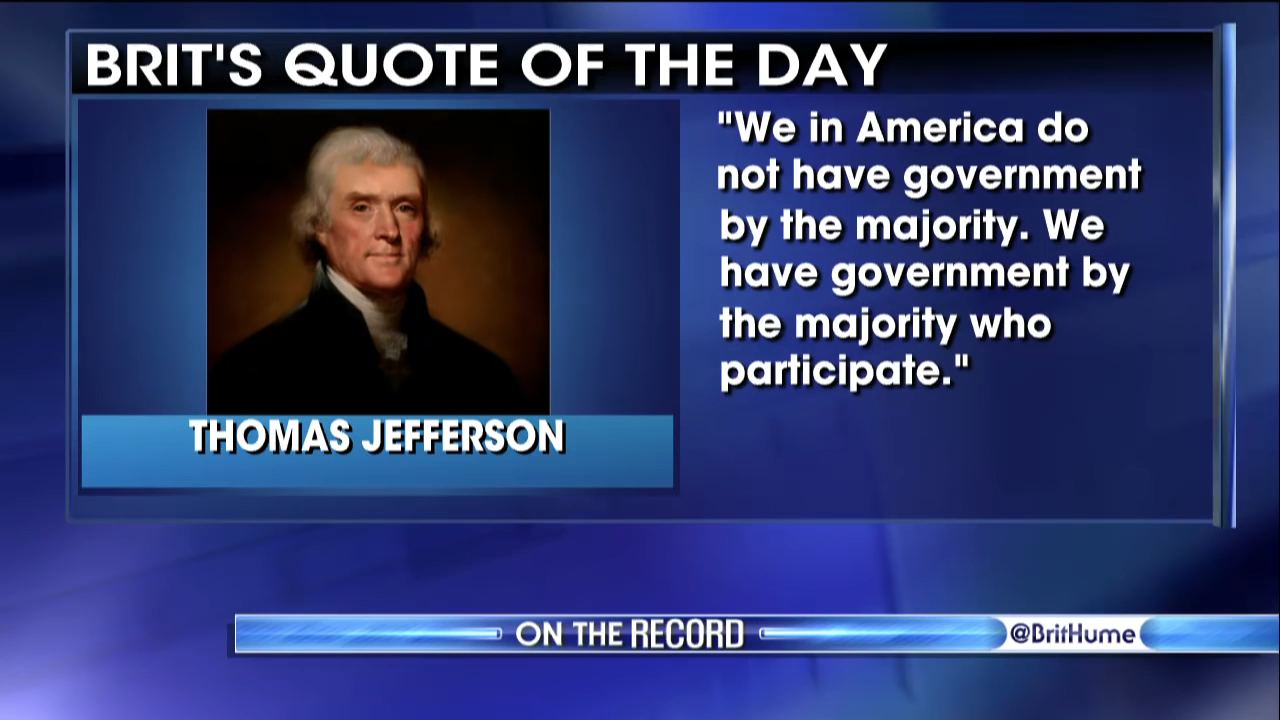 BRIT'S QUOTE OF THE DAY
"We in America do
not have government
by the majority. We
have government by
the majority who
participate."
THOMAS JEFFERSON
ON THE RECORD
@BritHume